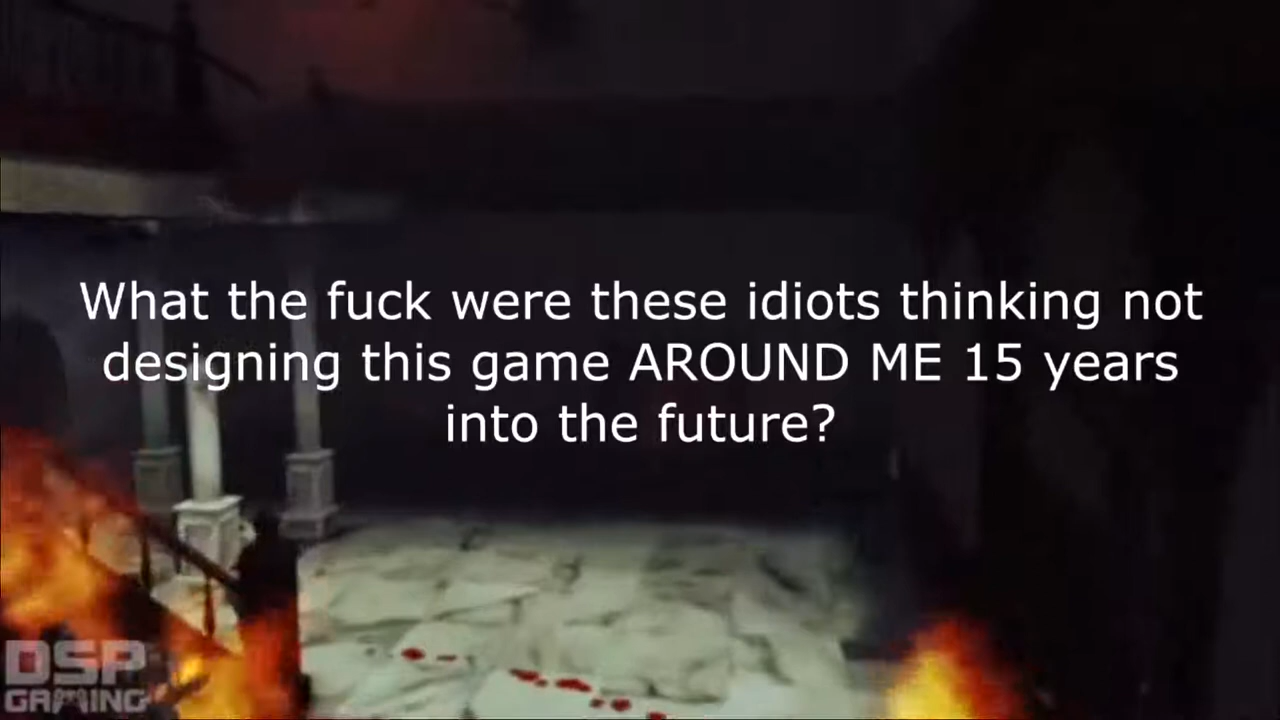 What the fuck were these idiots thinking not
designing this game AROUND ME 15 years
into the future?
DSP
GAMING